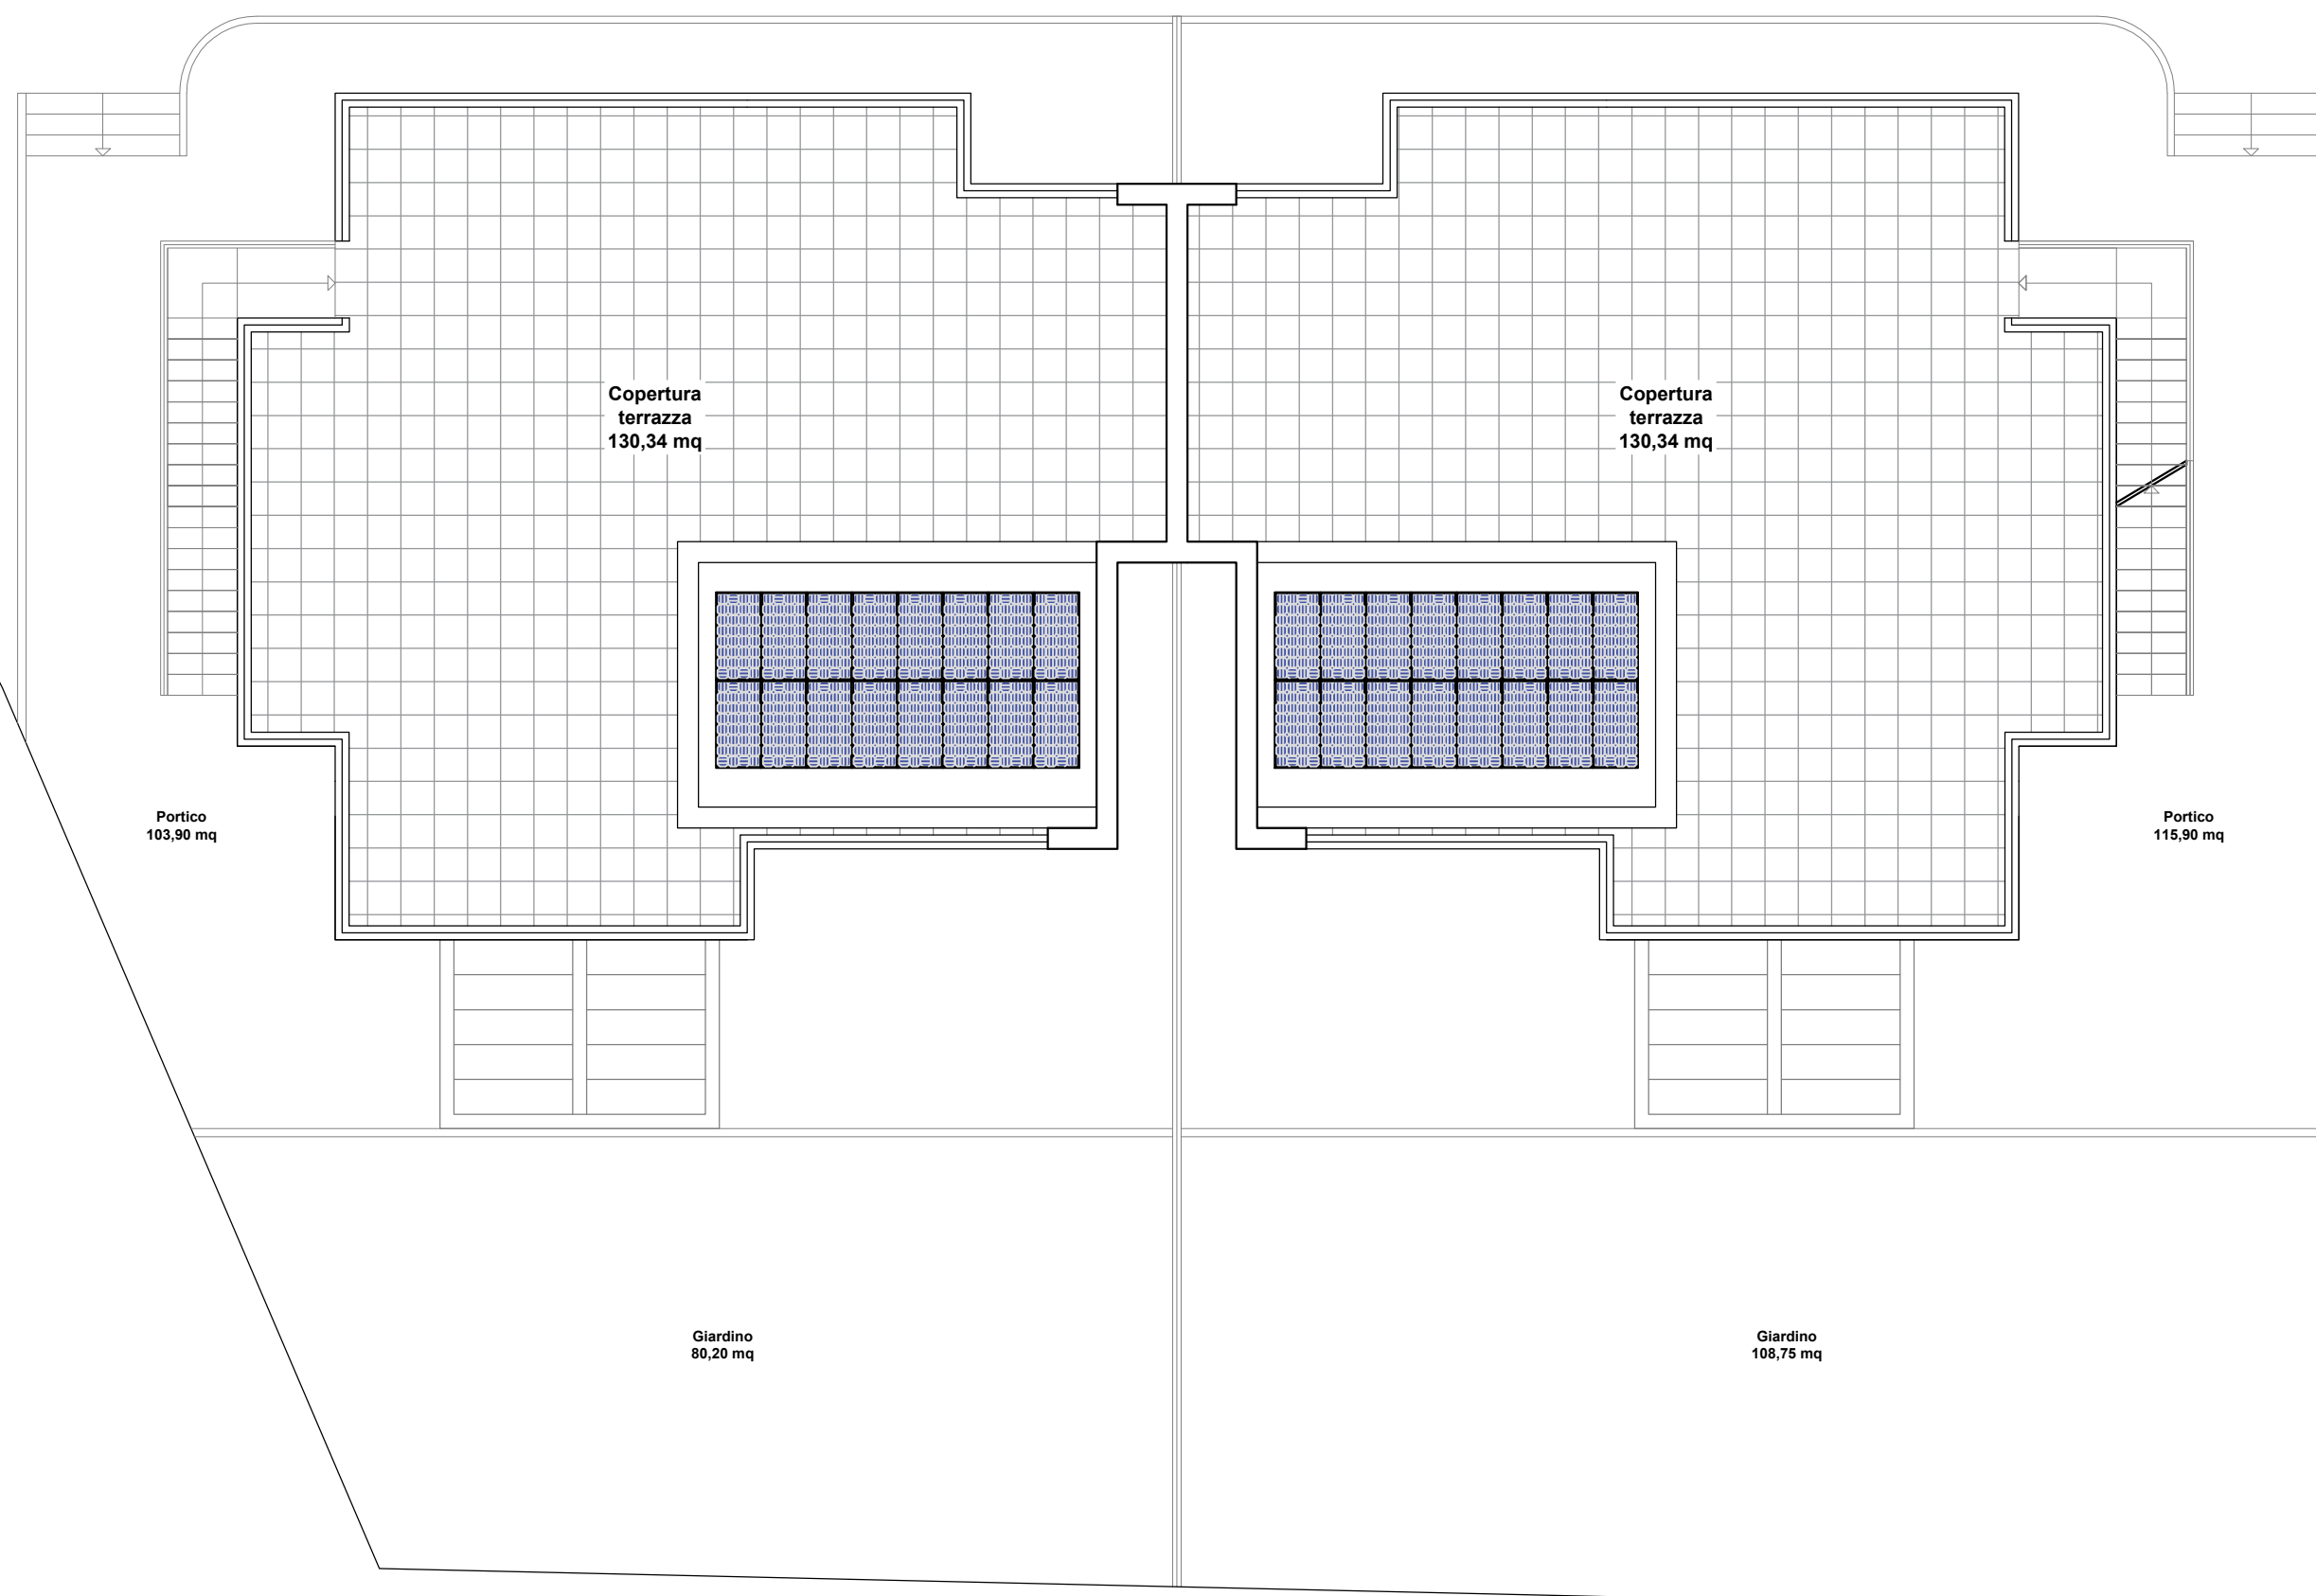 Copertura
terrazza
130,34 mq
Copertura
terrazza
130,34 mq
Portico
103,90 mq
Portico
115,90 mq
Giardino
80,20 mq
Giardino
108,75 mq